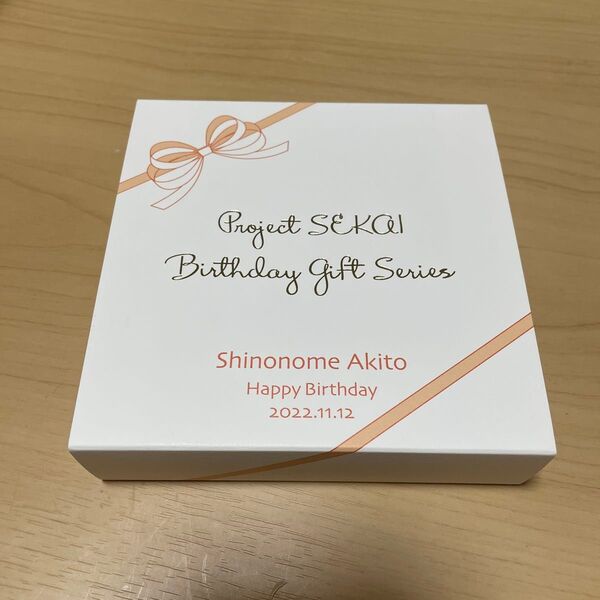 Project SEKAI
Birthday Gift Series
Shinonome Akito
Happy Birthday
2022.11.12